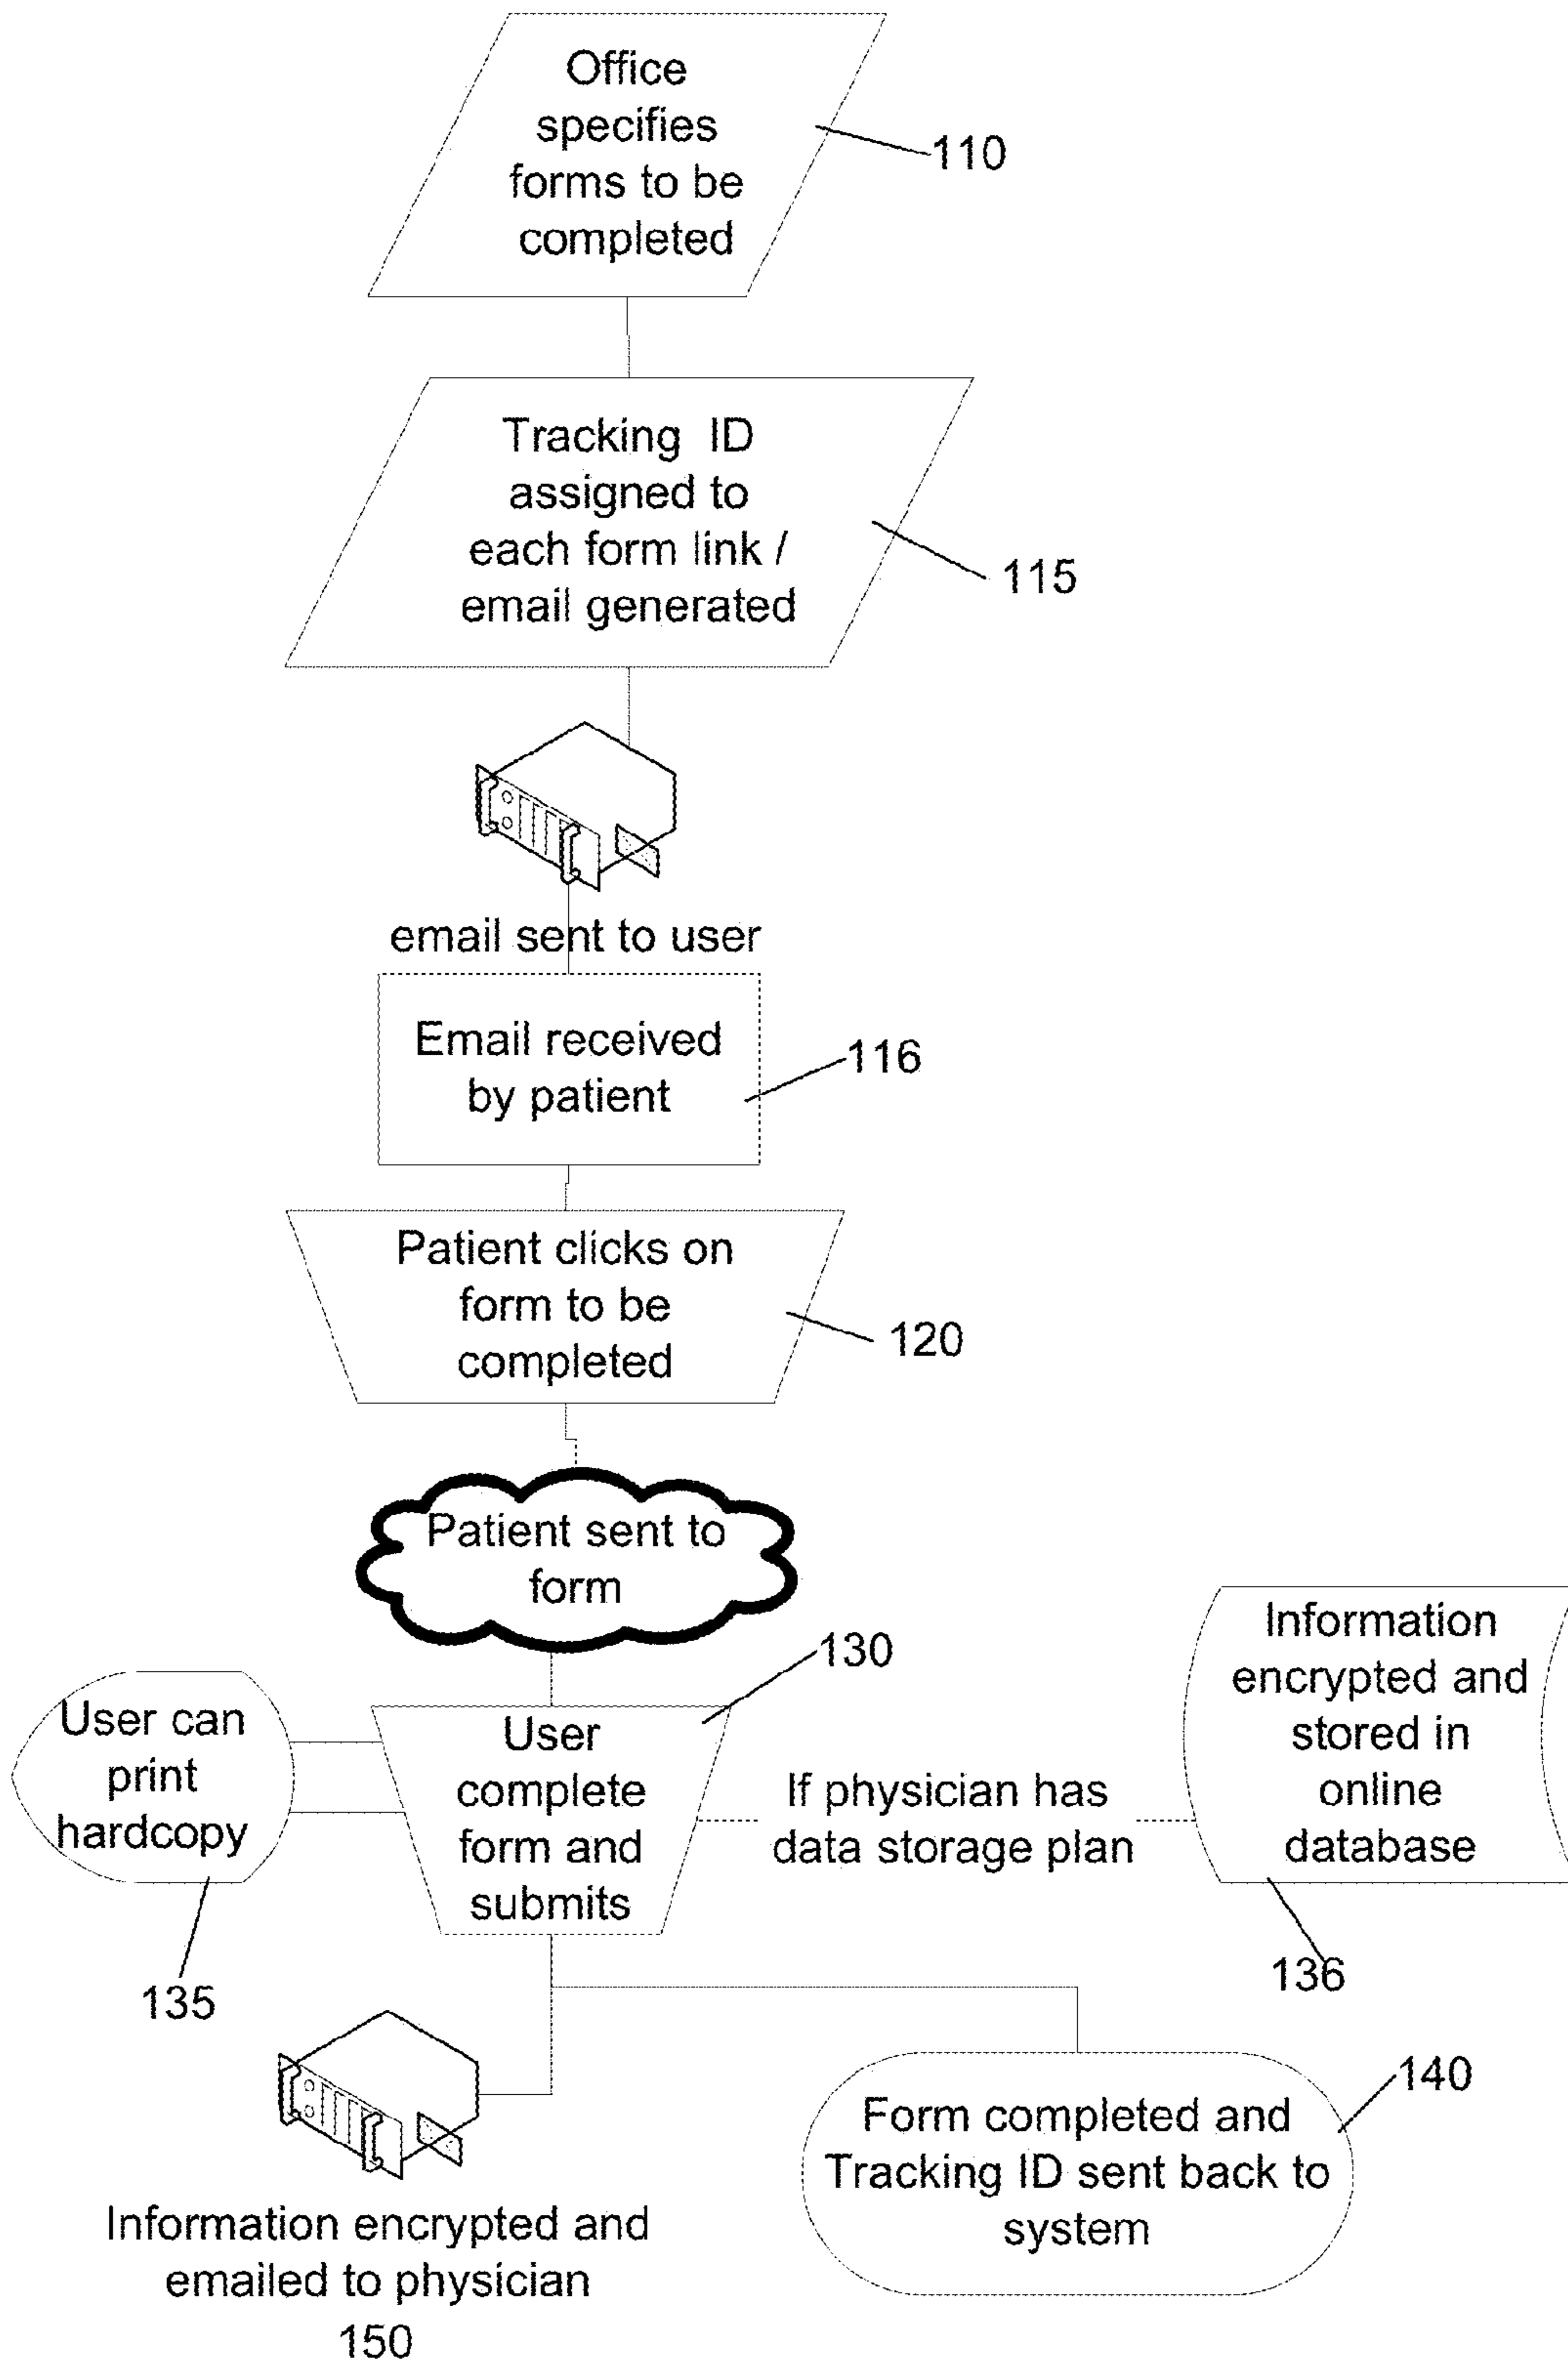 Office
specifies
forms to be
completed
110
Tracking ID
assigned to
each form link /
email generated
115
email sent to user
Email received
by patient
116
Patient clicks on
form to be
completed
120
Patient sent to
form
130
User can
print
hardcopy
135
User
complete
form and
submits
If physician has
data storage plan
Information
encrypted and
stored in
online
database
136
140
Form completed and
Tracking ID sent back to
system
Information encrypted and
emailed to physician
150